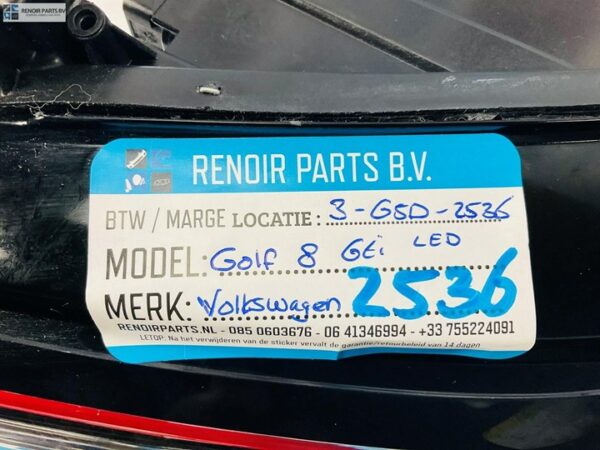 RENOIR PARTS B.V.
RENOIR PARTS B.V.
BTW / MARGE LOCATIE: 3-G5D-2536
MODEL: Golf 8 GTi LED
MERK: Volkswagen 2536
RENOIRPARTS.NL - 085 0603676 - 06 41346994 - +33 755224091
LETOP: Na het verwijderen van de sticker vervalt de garantie/retourbeleid van 14 dagen